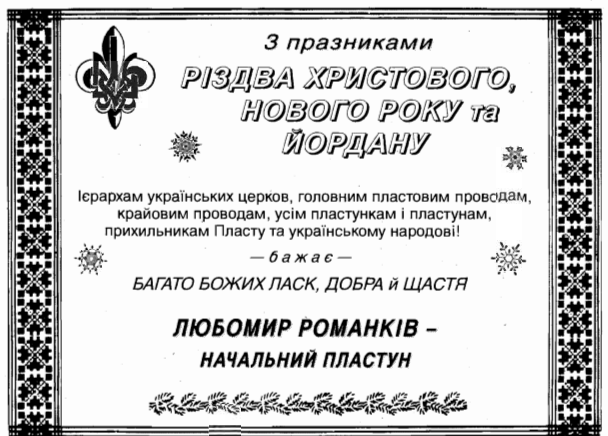 З празниками
РІЗДВА ХРИСТОВОГО,
НОВОГО РОКУ та
ЙОРДАНУ
Ієрархам українських церков, головним пластовим проводам,
крайовим проводам, усім пластункам і пластунам,
прихильникам Пласту та українському народові!
— бажає —
БАГАТО БОЖИХ ЛАСК, ДОБРА й ЩАСТЯ
ЛЮБОМИР РОМАНКІВ –
НАЧАЛЬНИЙ ПЛАСТУН